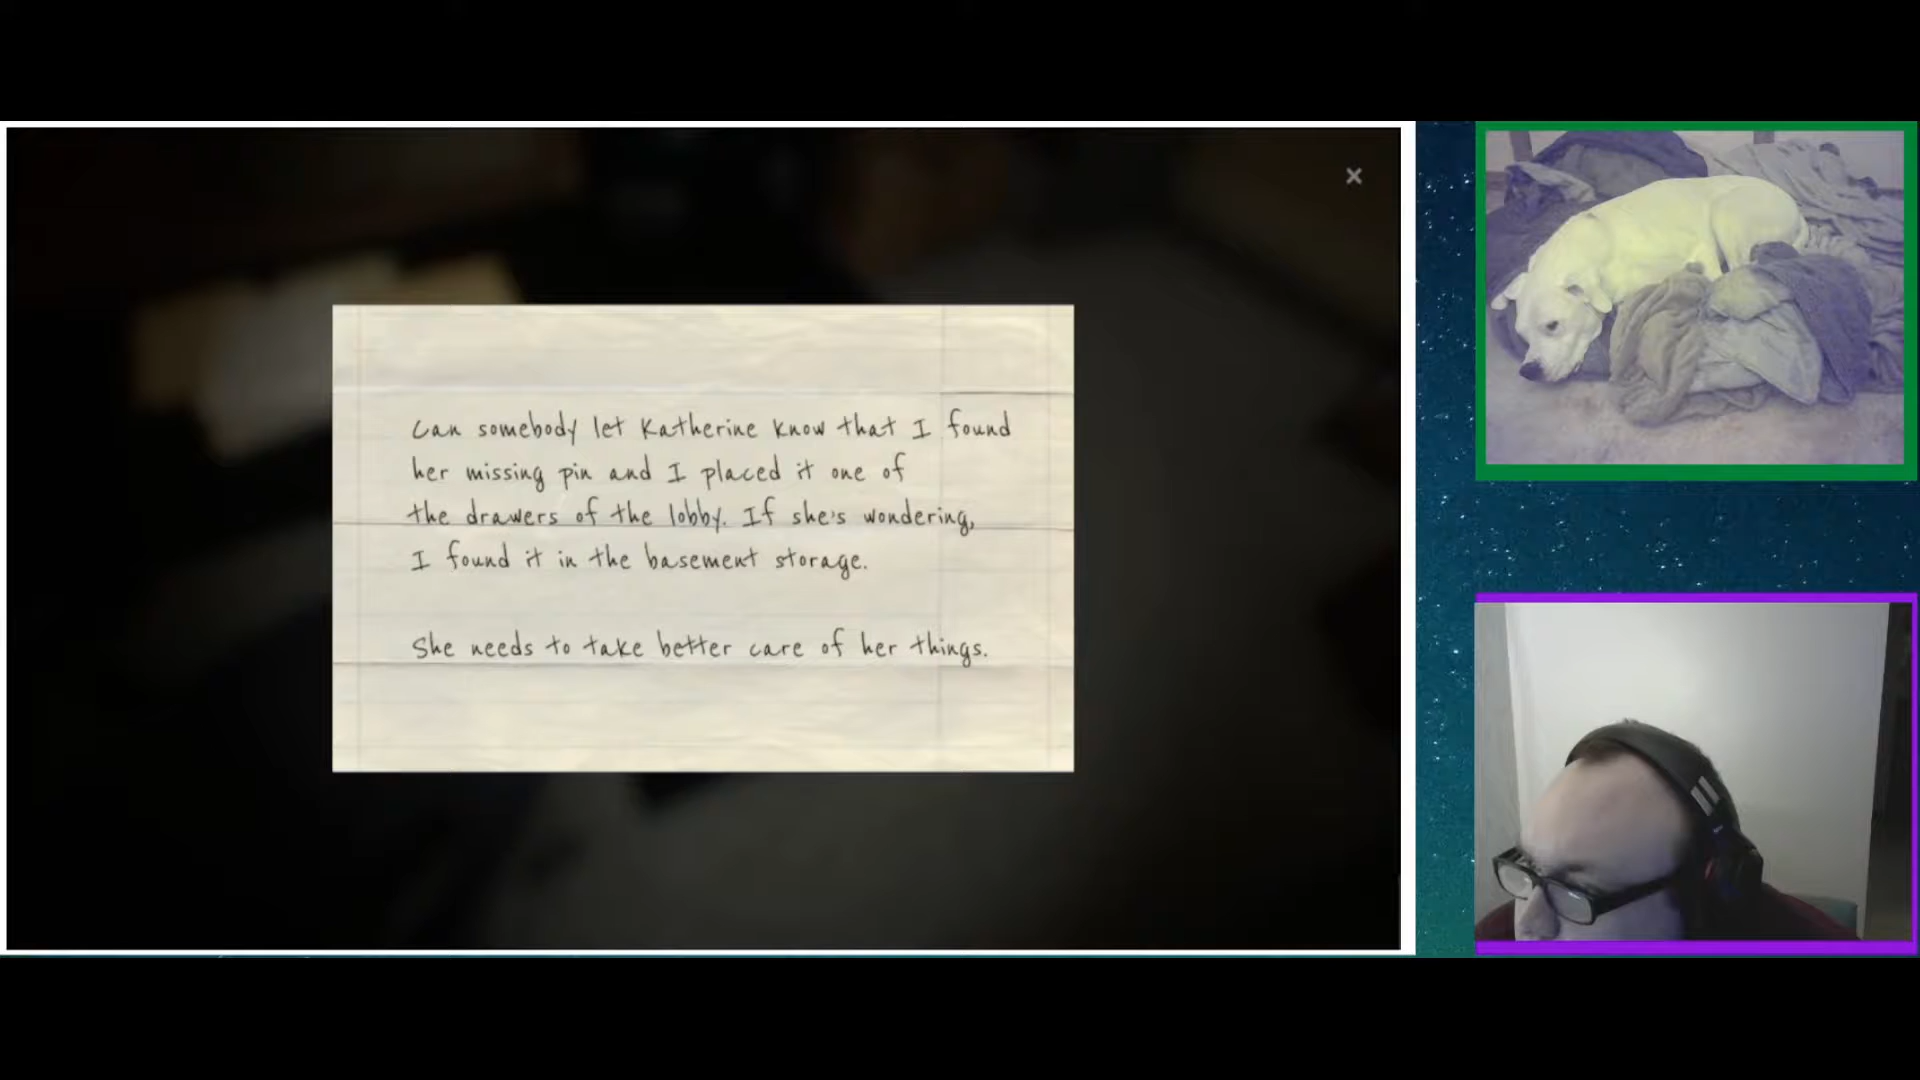 Can somebody let Katherine know that I found
her missing pin and I placed it one of
the drawers of the lobby. If she's wondering,
I found it in the basement storage.
She needs to take better care of her things.